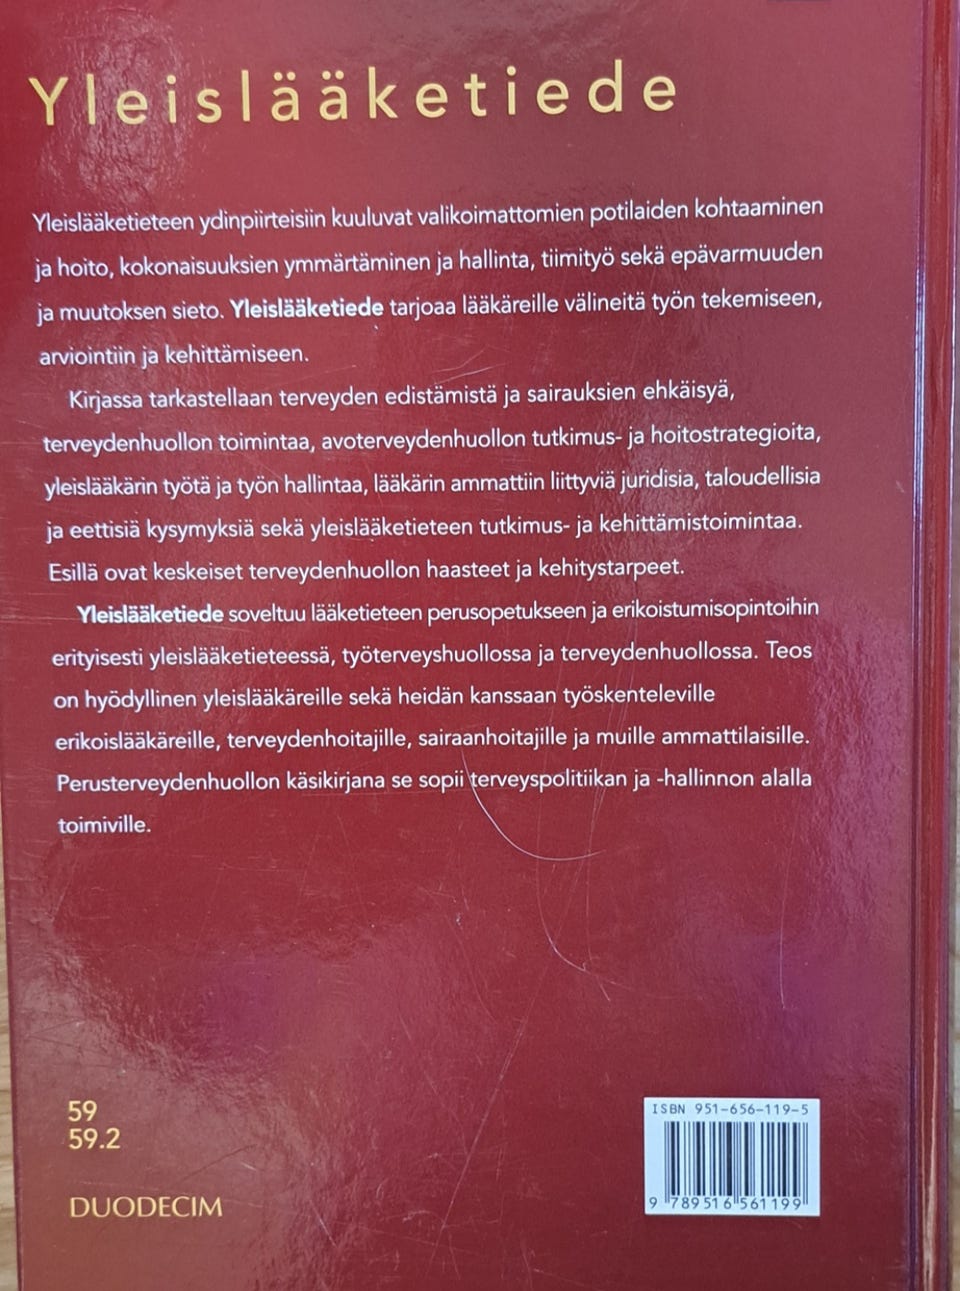 Yleislääketiede
Yleislääketieteen ydinpiirteisiin kuuluvat valikoimattomien potilaiden kohtaaminen
ja hoito, kokonaisuuksien ymmärtäminen ja hallinta, tiimityö sekä epävarmuuden
ja muutoksen sieto. Yleislääketiede tarjoaa lääkäreille välineitä työn tekemiseen,
arviointiin ja kehittämiseen.
Kirjassa tarkastellaan terveyden edistämistä ja sairauksien ehkäisyä,
terveydenhuollon toimintaa, avoterveydenhuollon tutkimus- ja hoitostrategioita,
yleislääkärin työtä ja työn hallintaa, lääkärin ammattiin liittyviä juridisia, taloudellisia
ja eettisiä kysymyksiä sekä yleislääketieteen tutkimus- ja kehittämistoimintaa.
Esillä ovat keskeiset terveydenhuollon haasteet ja kehitystarpeet.
Yleislääketiede soveltuu lääketieteen perusopetukseen ja erikoistumisopintoihin
erityisesti yleislääketieteessä, työterveyshuollossa ja terveydenhuollossa. Teos
on hyödyllinen yleislääkäreille sekä heidän kanssaan työskenteleville
erikoislääkäreille, terveydenhoitajille, sairaanhoitajille ja muille ammattilaisille.
Perusterveydenhuollon käsikirjana se sopii terveyspolitiikan ja -hallinnon alalla
toimiville.
59
59.2
DUODECIM
ISBN 951-656-119-5
9 789516 561199